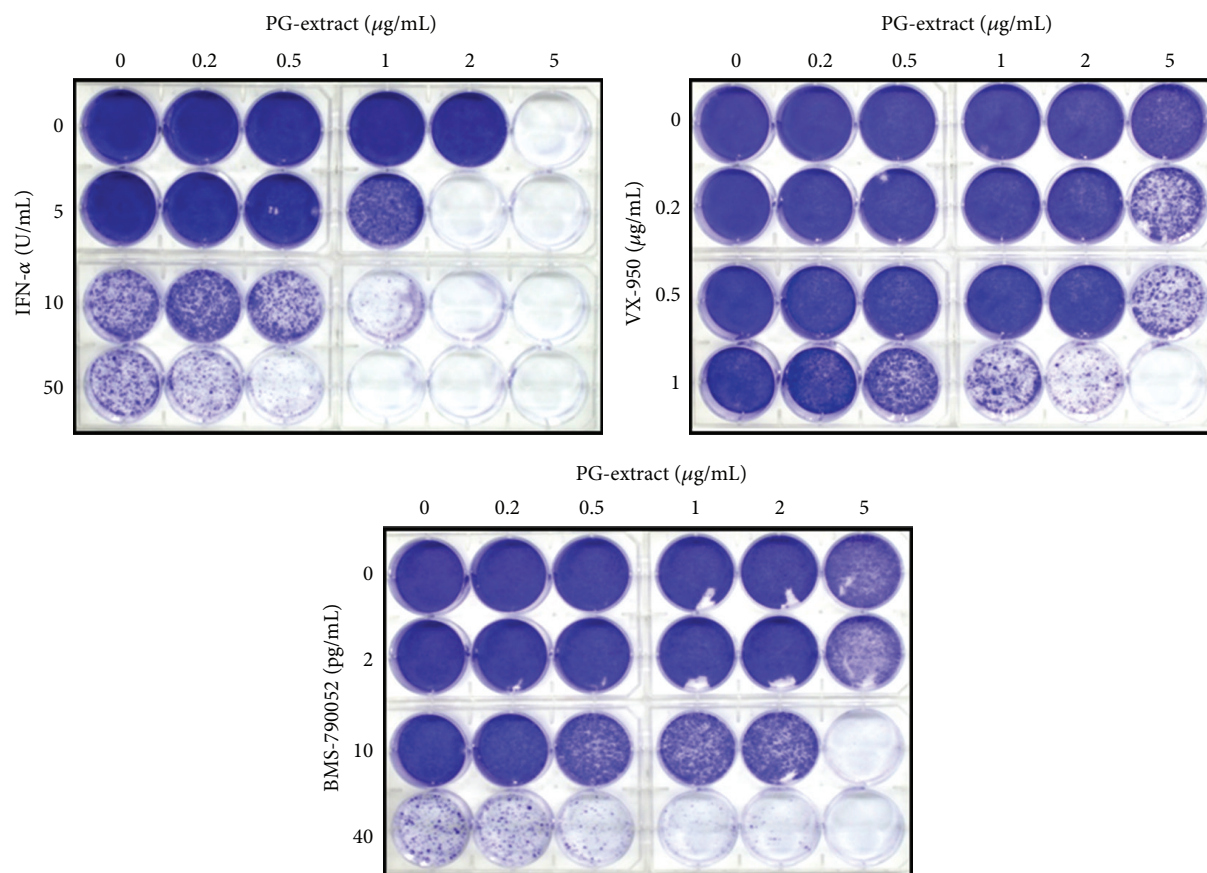 PG-extract (μg/mL)
0 0.2 0.5 1 2 5
IFN-α (U/mL)
0
5
10
50
PG-extract (μg/mL)
0 0.2 0.5 1 2 5
VX-950 (μg/mL)
0
0.2
0.5
1
PG-extract (μg/mL)
0 0.2 0.5 1 2 5
BMS-790052 (pg/mL)
0
2
10
40